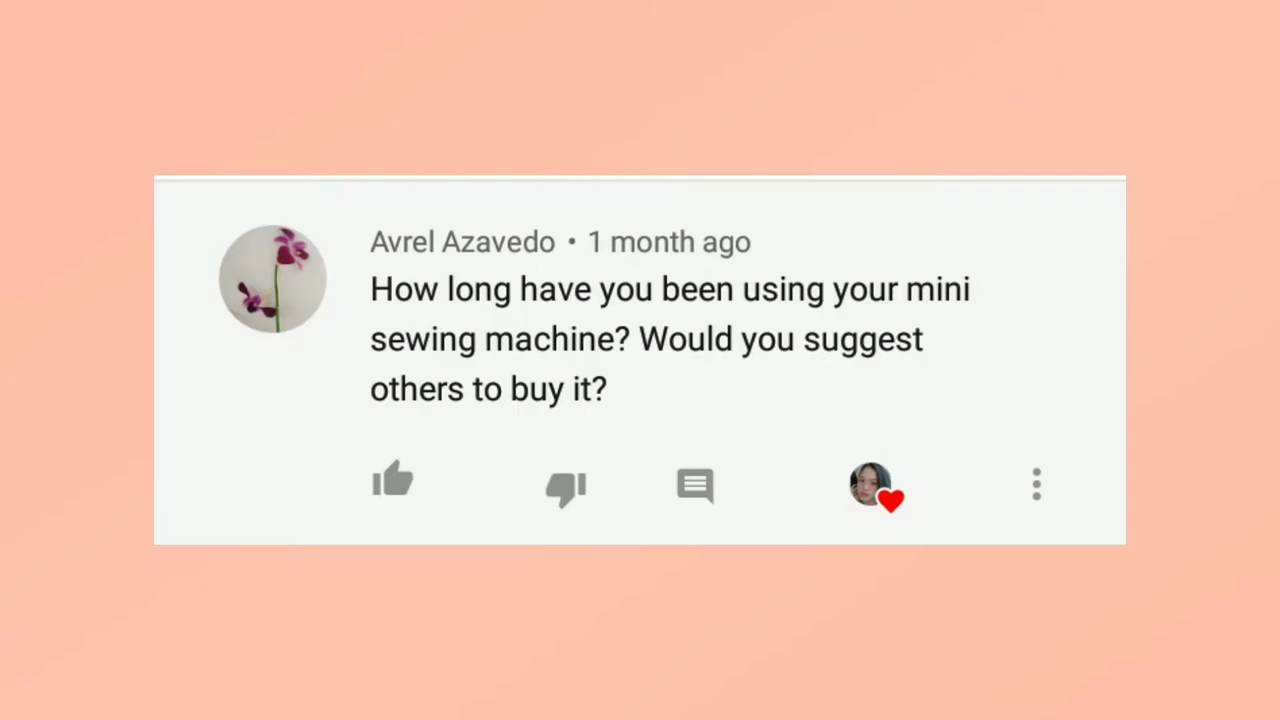 Avrel Azavedo • 1 month ago
How long have you been using your mini
sewing machine? Would you suggest
others to buy it?